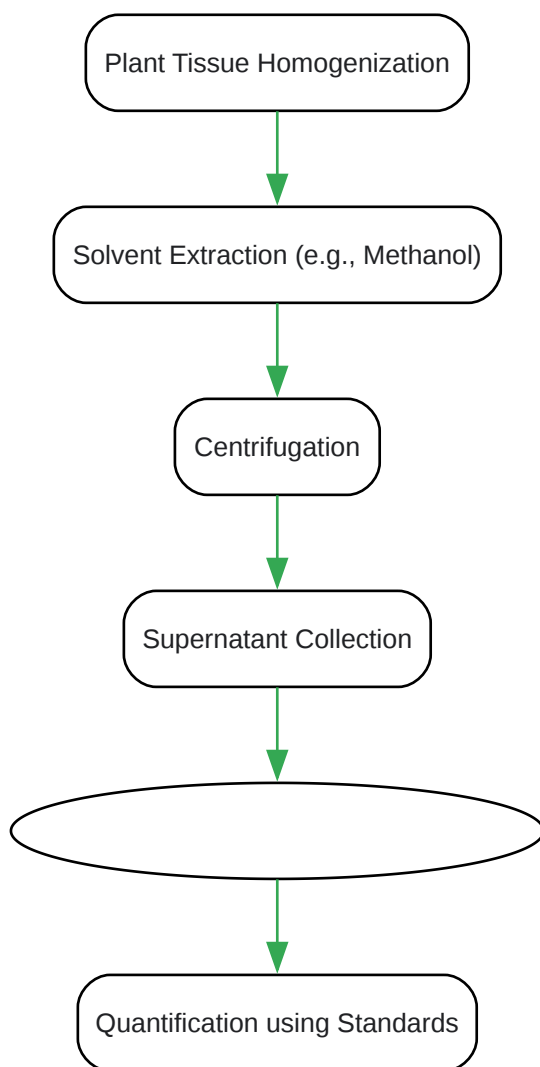 Plant Tissue Homogenization
Solvent Extraction (e.g., Methanol)
Centrifugation
Supernatant Collection
Quantification using Standards